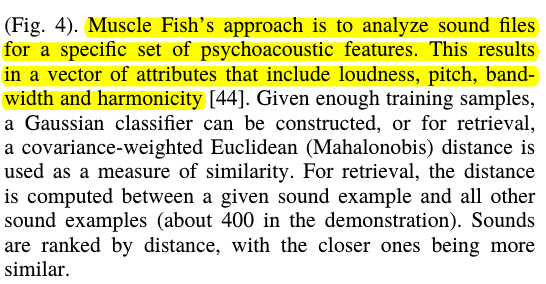 (Fig. 4). Muscle Fish's approach is to analyze sound files
for a specific set of psychoacoustic features. This results
in a vector of attributes that include loudness, pitch, band-
width and harmonicity [44]. Given enough training samples,
a Gaussian classifier can be constructed, or for retrieval,
a covariance-weighted Euclidean (Mahalonobis) distance is
used as a measure of similarity. For retrieval, the distance
is computed between a given sound example and all other
sound examples (about 400 in the demonstration). Sounds
are ranked by distance, with the closer ones being more
similar.